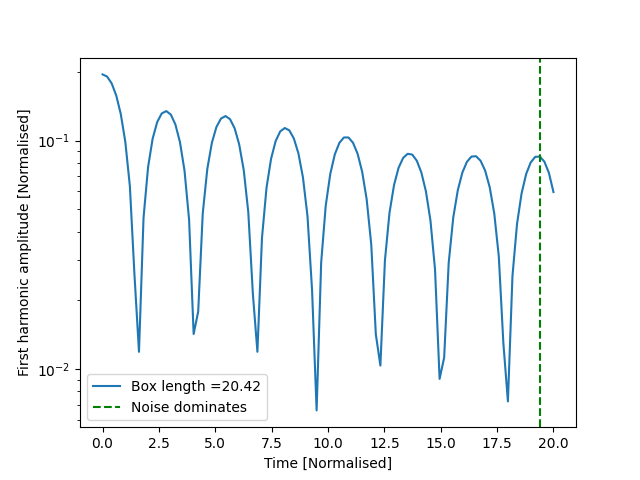 First harmonic amplitude [Normalised]
10⁻¹
10⁻²
Box length =20.42
Noise dominates
0.0 2.5 5.0 7.5 10.0 12.5 15.0 17.5 20.0
Time [Normalised]